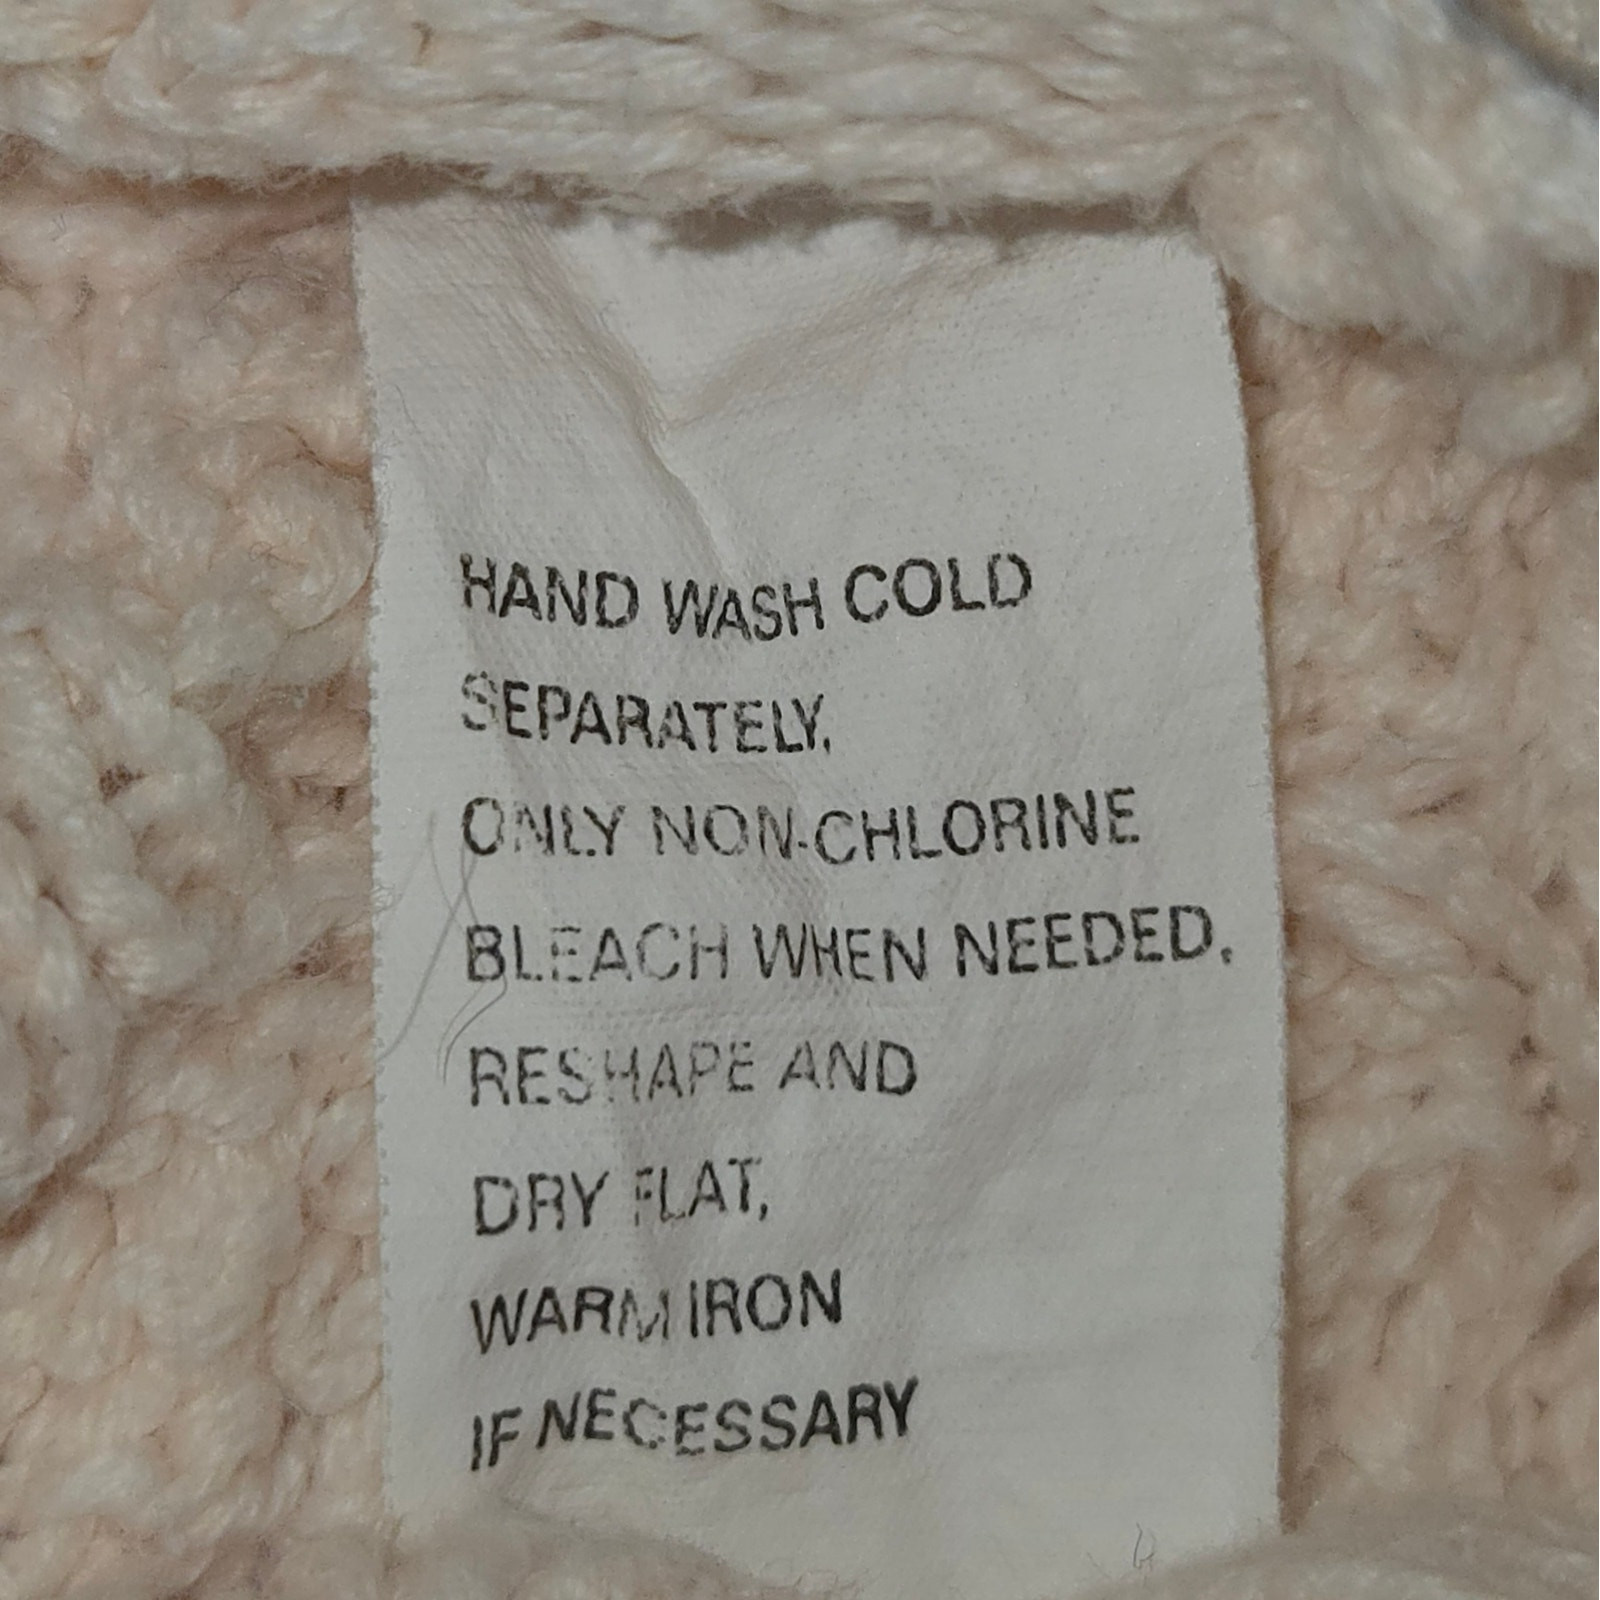 HAND WASH COLD
SEPARATELY,
ONLY NON-CHLORINE
BLEACH WHEN NEEDED,
RESHAPE AND
DRY FLAT,
WARM IRON
IF NECESSARY